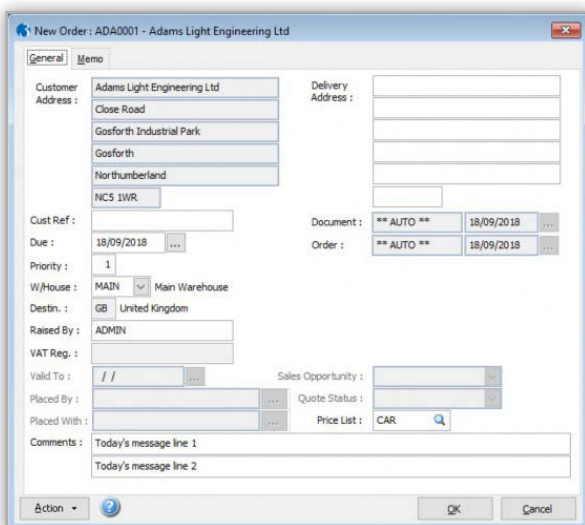 New Order : ADA0001 - Adams Light Engineering Ltd
General Memo
Customer Address : Adams Light Engineering Ltd
Close Road
Gosforth Industrial Park
Gosforth
Northumberland
NC5 1WR
Delivery Address :
Cust Ref :
Document : ** AUTO ** 18/09/2018 ...
Due : 18/09/2018 ...
Order : ** AUTO ** 18/09/2018 ...
Priority : 1
W/House : MAIN Main Warehouse
Destin. : GB United Kingdom
Raised By : ADMIN
VAT Reg. :
Valid To : / / ...
Sales Opportunity :
Placed By : ...
Quote Status :
Placed With : ...
Price List : CAR
Comments : Today's message line 1
Today's message line 2
Action ? OK Cancel